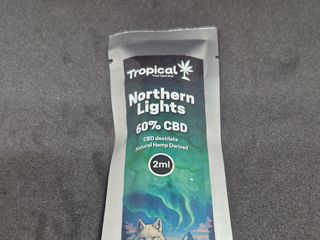 Tropical
Northern
Lights
60% CBD
CBD destilate
Natural Hemp Derived
2ml